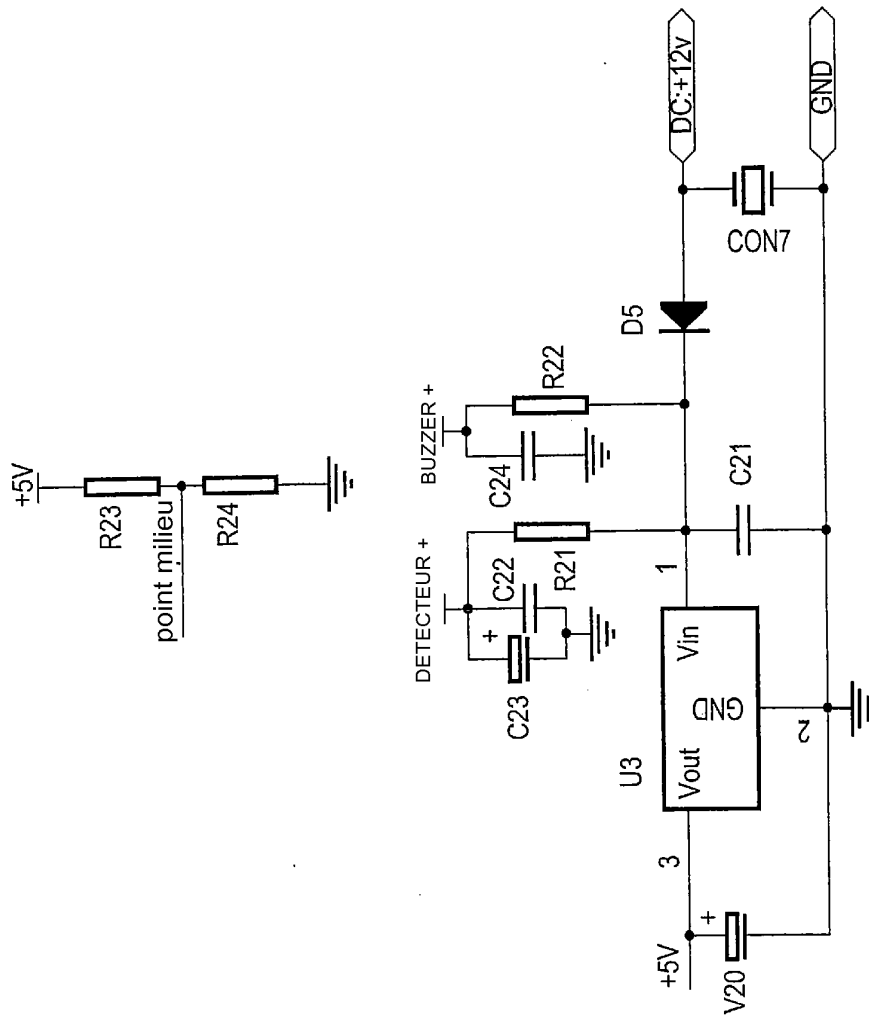 +5V
R23
R24
point milieu
BUZZER +
C24
R22
DETECTEUR +
+
C23
C22
R21
D5
DC:+12v
GND
CON7
C21
1
U3
Vin
Vout
GND
2
3
+5V
+
V20